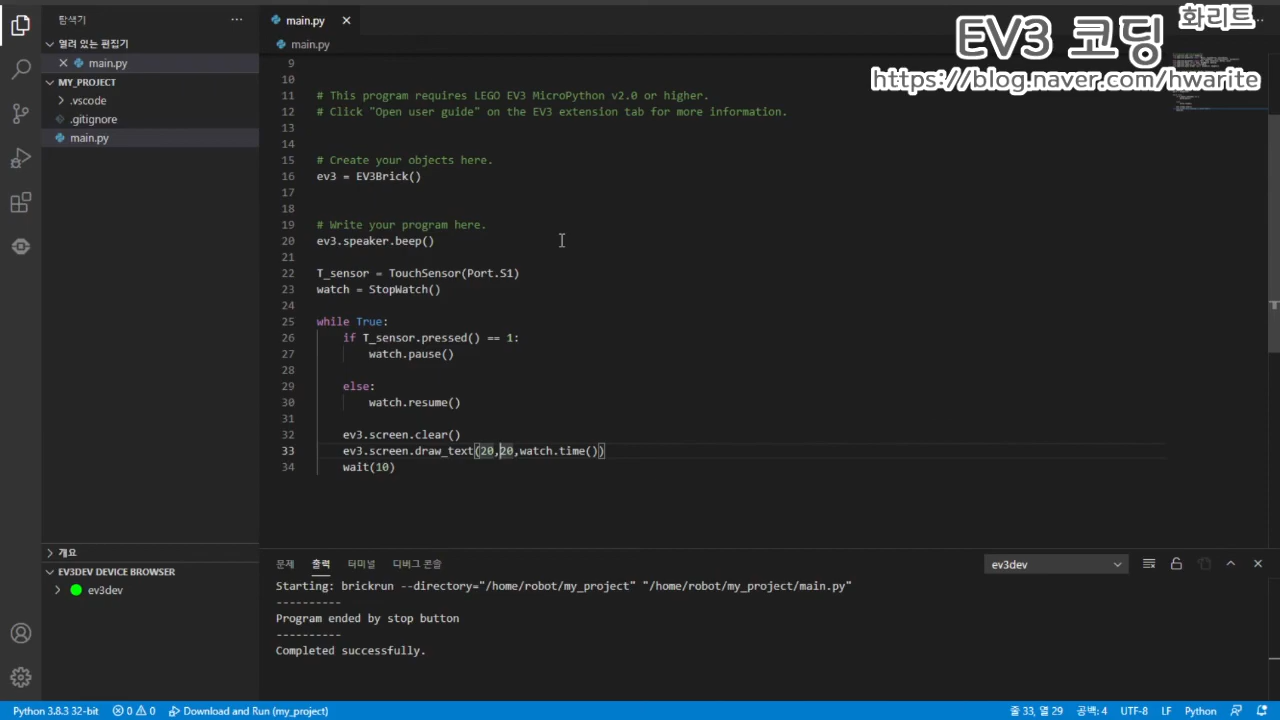 탐색기
main.py
열려 있는 편집기
main.py
MY_PROJECT
.vscode
.gitignore
main.py
개요
EV3DEV DEVICE BROWSER
ev3dev
main.py
EV3 코딩 화리트
https://blog.naver.com/hwarite
9
10
11 # This program requires LEGO EV3 MicroPython v2.0 or higher.
12 # Click "Open user guide" on the EV3 extension tab for more information.
13
14
15 # Create your objects here.
16 ev3 = EV3Brick()
17
18
19 # Write your program here.
20 ev3.speaker.beep()
21
22 T_sensor = TouchSensor(Port.S1)
23 watch = StopWatch()
24
25 while True:
26 if T_sensor.pressed() == 1:
27 watch.pause()
28
29 else:
30 watch.resume()
31
32 ev3.screen.clear()
33 ev3.screen.draw_text(20,20,watch.time())
34 wait(10)
문제 출력 터미널 디버그 콘솔 ev3dev
Starting: brickrun --directory="/home/robot/my_project" "/home/robot/my_project/main.py"
----------
Program ended by stop button
----------
Completed successfully.
Python 3.8.3 32-bit 0 0 Download and Run (my_project) 줄 33, 열 29 공백: 4 UTF-8 LF Python